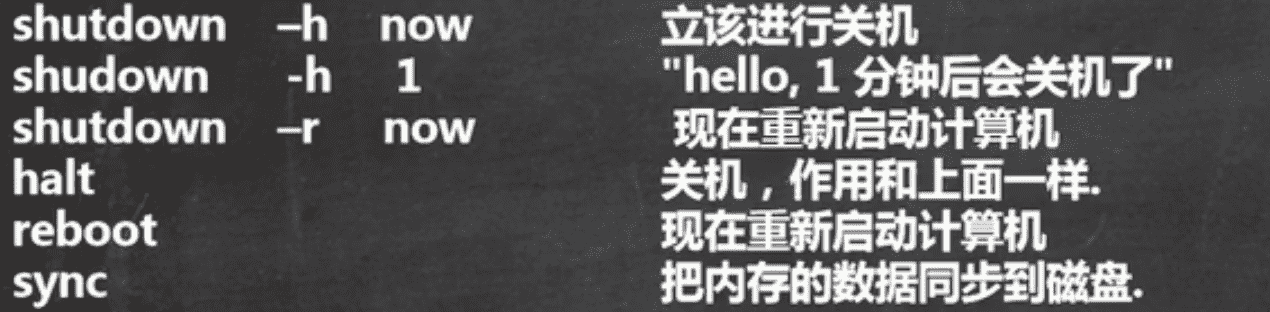 shutdown –h now 立该进行关机
shudown -h 1 "hello, 1 分钟后会关机了"
shutdown –r now 现在重新启动计算机
halt 关机，作用和上面一样.
reboot 现在重新启动计算机
sync 把内存的数据同步到磁盘.